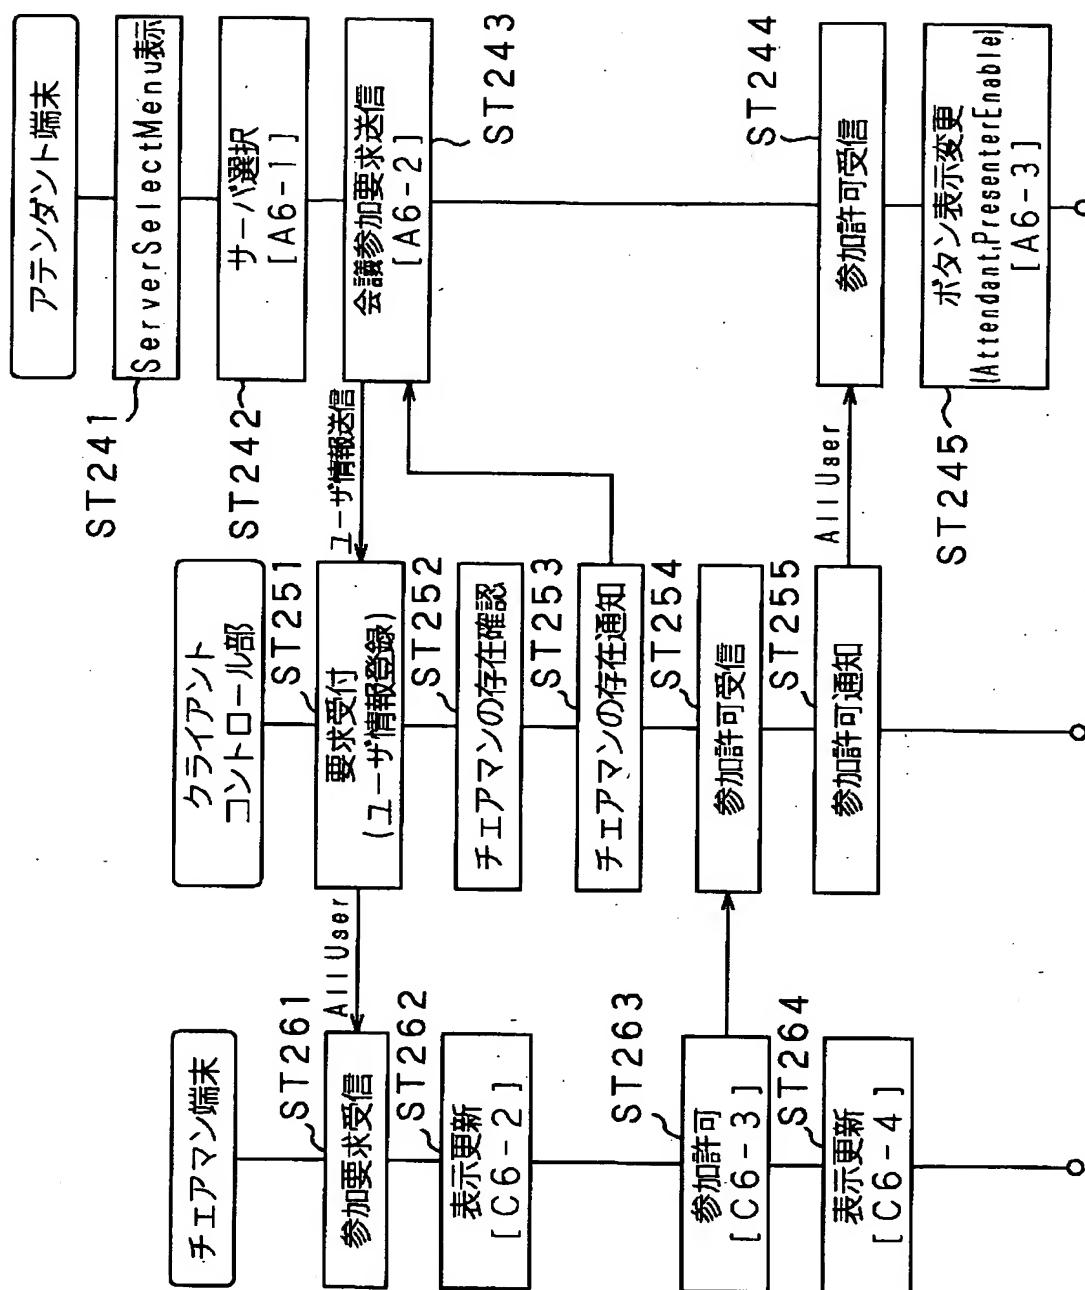 チェアマン端末
ST261
参加要求受信
ST262
表示更新
[C6-2]
ST263
参加許可
[C6-3]
ST264
表示更新
[C6-4]
AllUser
クライアント
コントロール部
ST251
要求受付
(ユーザ情報登録)
ST252
チェアマンの存在確認
ST253
チェアマンの存在通知
ST254
参加許可受信
ST255
参加許可通知
ユーザ情報送信
AllUser
アテンダント端末
ST241
ServerSelectMenu表示
ST242
サーバ選択
[A6-1]
会議参加要求送信
[A6-2]
ST243
参加許可受信
ST244
ボタン表示変更
(Attendant,PresenterEnable)
[A6-3]
ST245